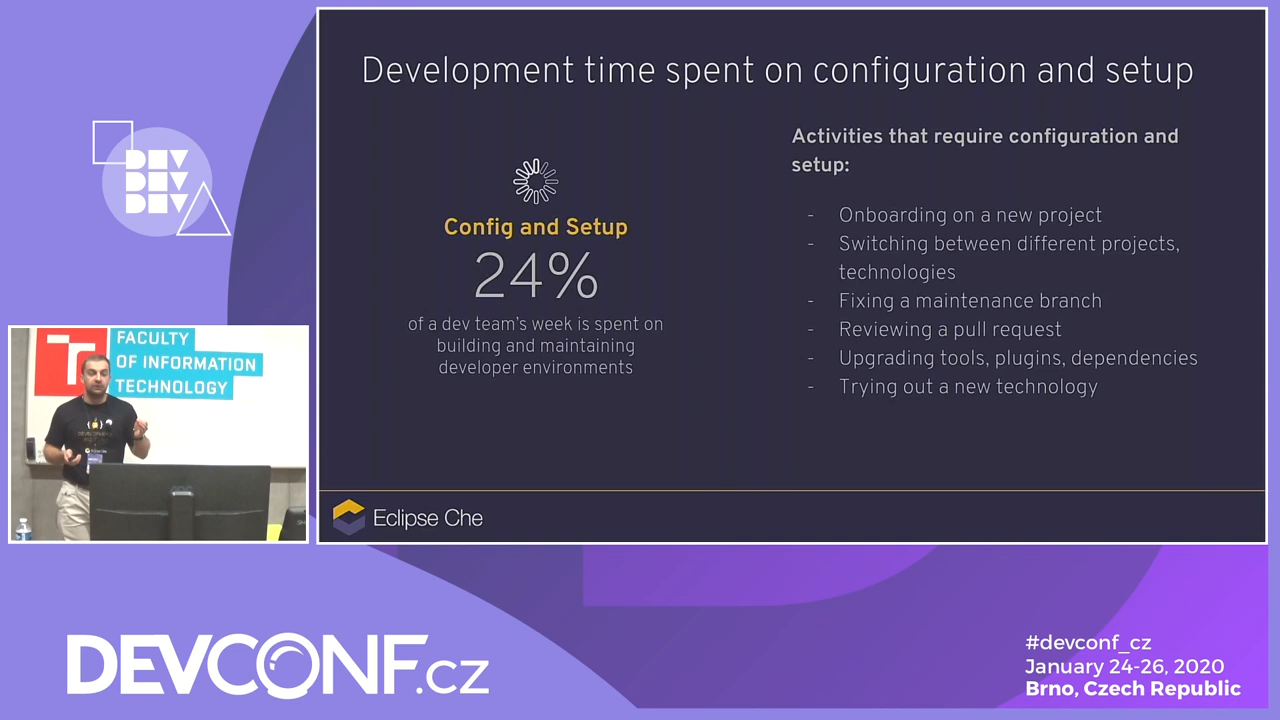 Development time spent on configuration and setup
Config and Setup
24%
of a dev team's week is spent on
building and maintaining
developer environments
Activities that require configuration and
setup:
- Onboarding on a new project
- Switching between different projects,
technologies
- Fixing a maintenance branch
- Reviewing a pull request
- Upgrading tools, plugins, dependencies
- Trying out a new technology
Eclipse Che
DEV
DEV
DEV
FACULTY
OF INFORMATION
TECHNOLOGY
DEVCONF.cz
#devconf_cz
January 24-26, 2020
Brno, Czech Republic